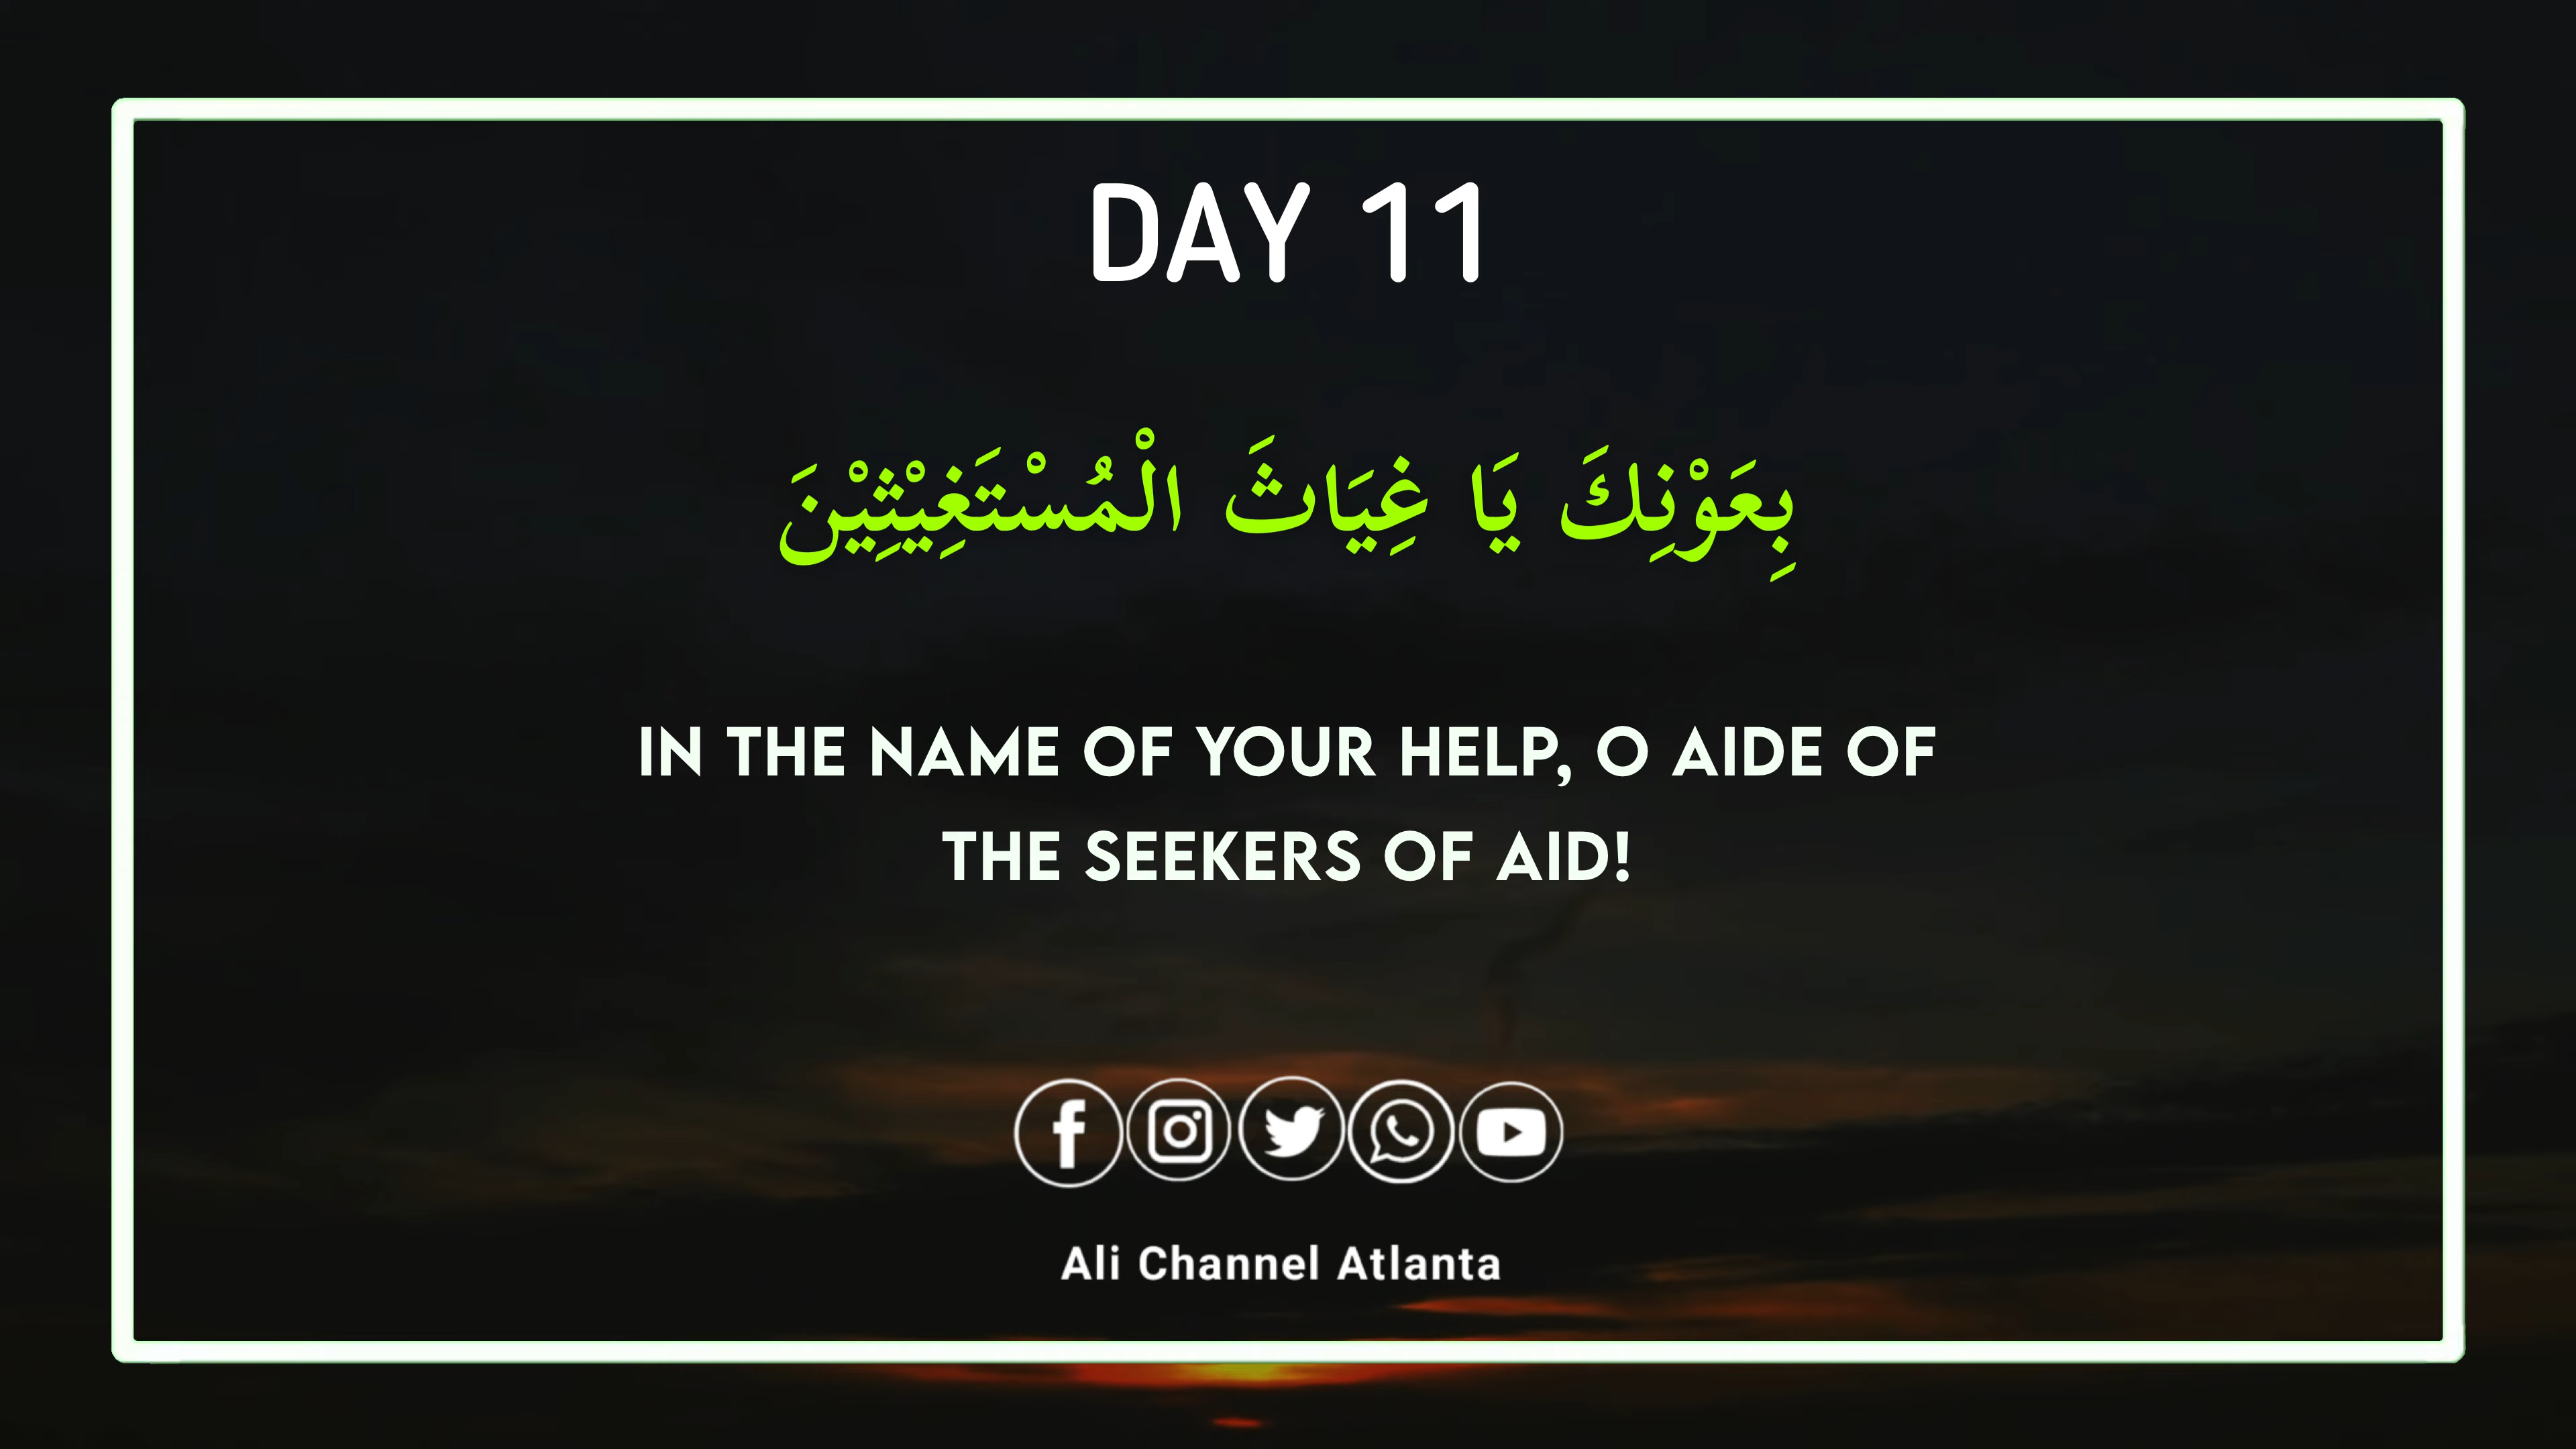 DAY 11
بِعَوْنِكَ يَا غِيَاثَ الْمُسْتَغِيْثِيْنَ
IN THE NAME OF YOUR HELP, O AIDE OF
THE SEEKERS OF AID!
Ali Channel Atlanta